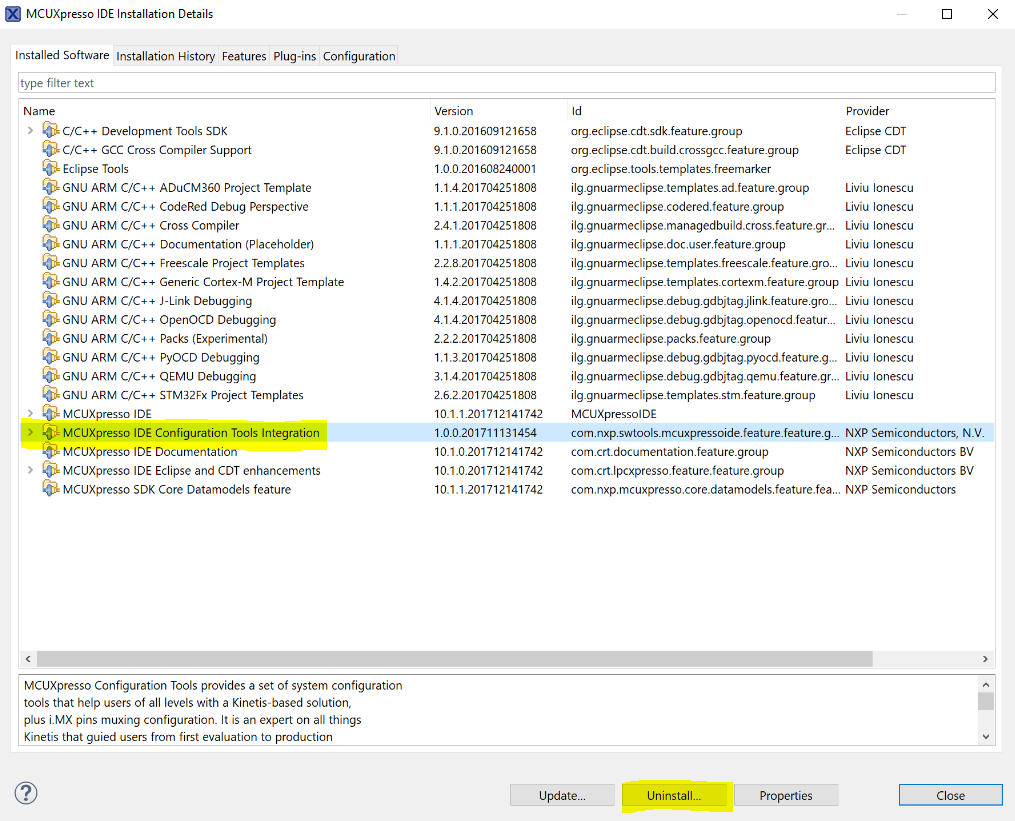 MCUXpresso IDE Installation Details
Installed Software Installation History Features Plug-ins Configuration
type filter text
Name Version Id Provider
C/C++ Development Tools SDK 9.1.0.201609121658 org.eclipse.cdt.sdk.feature.group Eclipse CDT
C/C++ GCC Cross Compiler Support 9.1.0.201609121658 org.eclipse.cdt.build.crossgcc.feature.group Eclipse CDT
Eclipse Tools 1.0.0.201608240001 org.eclipse.tools.templates.freemarker
GNU ARM C/C++ ADuCM360 Project Template 1.1.4.201704251808 ilg.gnuarmeclipse.templates.ad.feature.group Liviu Ionescu
GNU ARM C/C++ CodeRed Debug Perspective 1.1.1.201704251808 ilg.gnuarmeclipse.codered.feature.group Liviu Ionescu
GNU ARM C/C++ Cross Compiler 2.4.1.201704251808 ilg.gnuarmeclipse.managedbuild.cross.feature.gr... Liviu Ionescu
GNU ARM C/C++ Documentation (Placeholder) 1.1.1.201704251808 ilg.gnuarmeclipse.doc.user.feature.group Liviu Ionescu
GNU ARM C/C++ Freescale Project Templates 2.2.8.201704251808 ilg.gnuarmeclipse.templates.freescale.feature.gro... Liviu Ionescu
GNU ARM C/C++ Generic Cortex-M Project Template 1.4.2.201704251808 ilg.gnuarmeclipse.templates.cortexm.feature.group Liviu Ionescu
GNU ARM C/C++ J-Link Debugging 4.1.4.201704251808 ilg.gnuarmeclipse.debug.gdbjtag.jlink.feature.gro... Liviu Ionescu
GNU ARM C/C++ OpenOCD Debugging 4.1.4.201704251808 ilg.gnuarmeclipse.debug.gdbjtag.openocd.featur... Liviu Ionescu
GNU ARM C/C++ Packs (Experimental) 2.2.2.201704251808 ilg.gnuarmeclipse.packs.feature.group Liviu Ionescu
GNU ARM C/C++ PyOCD Debugging 1.1.3.201704251808 ilg.gnuarmeclipse.debug.gdbjtag.pyocd.feature.g... Liviu Ionescu
GNU ARM C/C++ QEMU Debugging 3.1.4.201704251808 ilg.gnuarmeclipse.debug.gdbjtag.qemu.feature.gr... Liviu Ionescu
GNU ARM C/C++ STM32Fx Project Templates 2.6.2.201704251808 ilg.gnuarmeclipse.templates.stm.feature.group Liviu Ionescu
MCUXpresso IDE 10.1.1.201712141742 MCUXpressoIDE
MCUXpresso IDE Configuration Tools Integration 1.0.0.201711131454 com.nxp.swtools.mcuxpressoide.feature.feature.g... NXP Semiconductors, N.V.
MCUXpresso IDE Documentation 10.1.0.201712141742 com.crt.documentation.feature.group NXP Semiconductors BV
MCUXpresso IDE Eclipse and CDT enhancements 10.1.0.201712141742 com.crt.lpcxpresso.feature.feature.group NXP Semiconductors BV
MCUXpresso SDK Core Datamodels feature 10.1.1.201712141742 com.nxp.mcuxpresso.core.datamodels.feature.fea... NXP Semiconductors
MCUXpresso Configuration Tools provides a set of system configuration
tools that help users of all levels with a Kinetis-based solution,
plus i.MX pins muxing configuration. It is an expert on all things
Kinetis that guied users from first evaluation to production
? Update... Uninstall... Properties Close